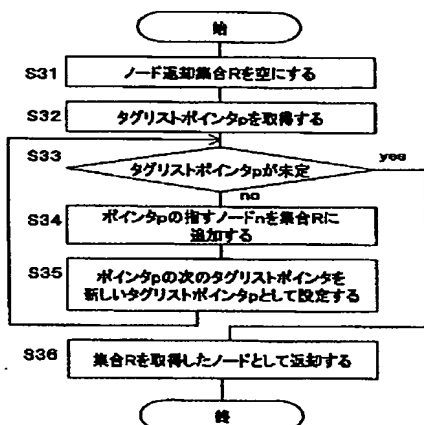 始
S31
ノード返却集合Rを空にする
S32
タグリストポインタpを取得する
S33
タグリストポインタpが未定
yes
no
S34
ポインタpの指すノードnを集合Rに
追加する
S35
ポインタpの次のタグリストポインタを
新しいタグリストポインタpとして設定する
S36
集合Rを取得したノードとして返却する
終